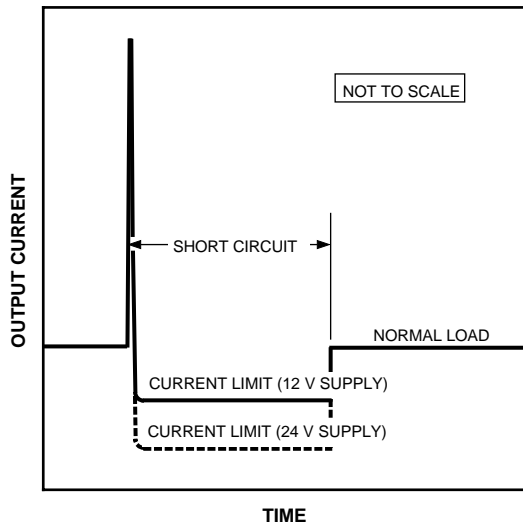 NOT TO SCALE
OUTPUT CURRENT
SHORT CIRCUIT
NORMAL LOAD
CURRENT LIMIT (12 V SUPPLY)
CURRENT LIMIT (24 V SUPPLY)
TIME